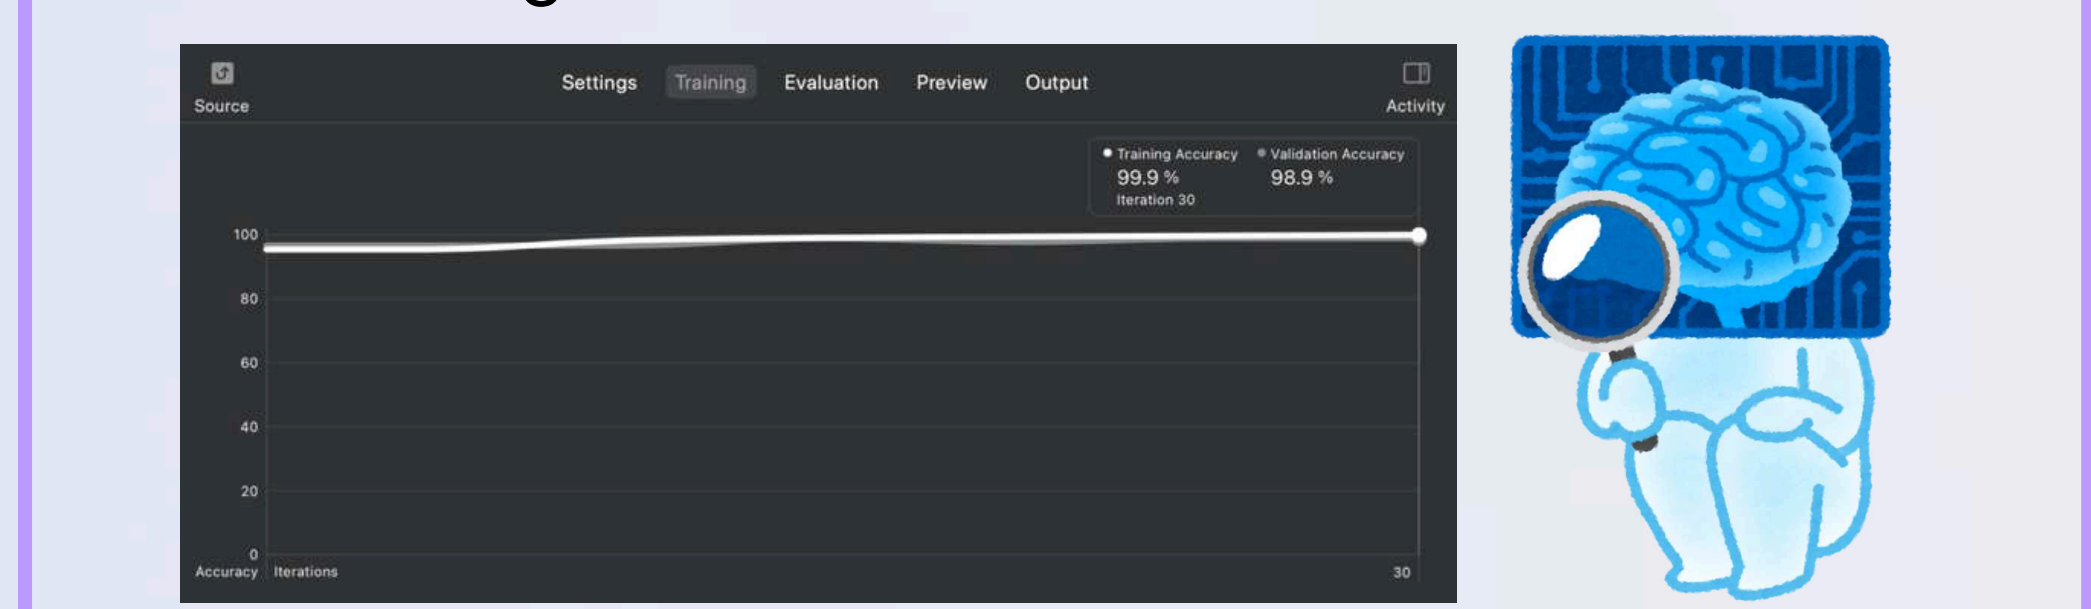 Settings Training Evaluation Preview Output
Source
Activity
Training Accuracy Validation Accuracy
99.9 % 98.9 %
Iteration 30
100
80
60
40
20
0
Accuracy Iterations 30